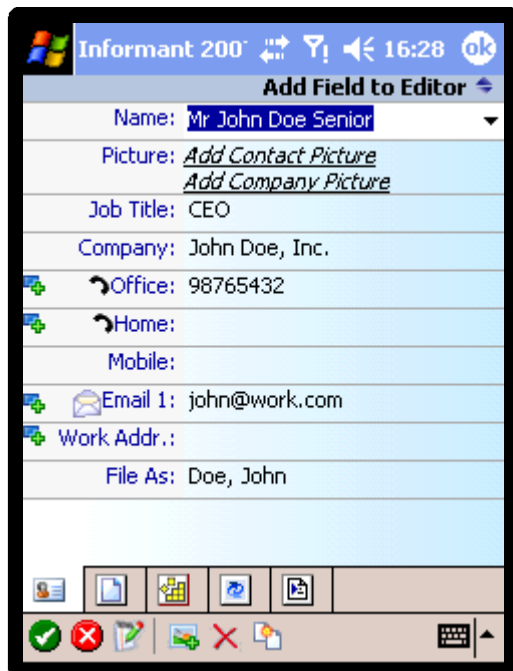 Informant 200
16:28
ok
Add Field to Editor
Name: Mr John Doe Senior
Picture: Add Contact Picture
Add Company Picture
Job Title: CEO
Company: John Doe, Inc.
Office: 98765432
Home:
Mobile:
Email 1: john@work.com
Work Addr.:
File As: Doe, John